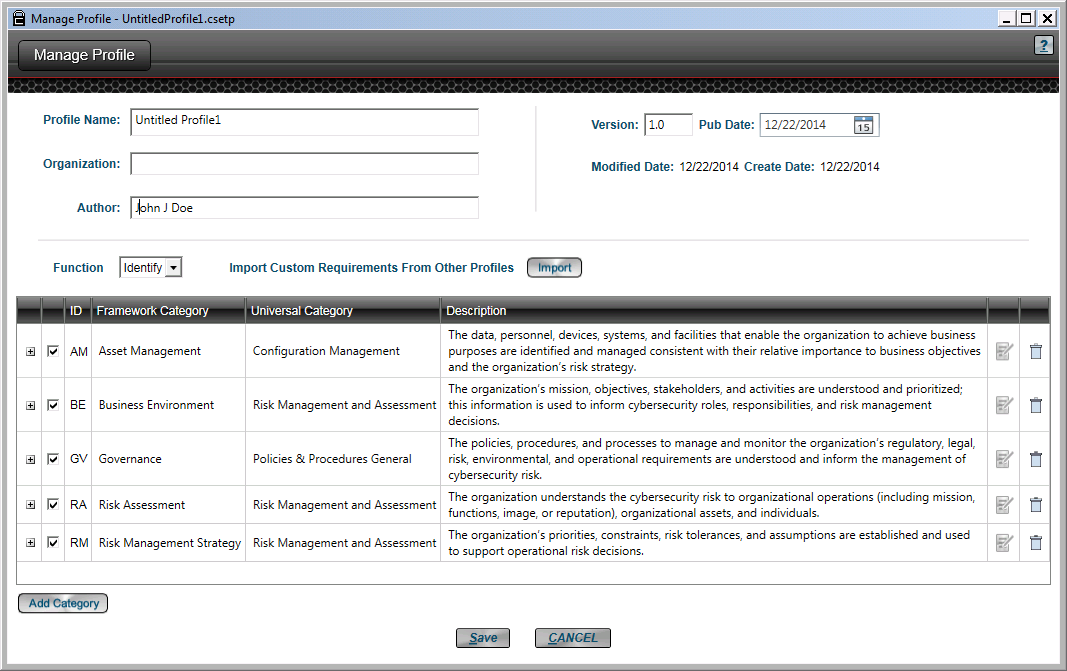 Manage Profile - UntitledProfile1.csetp
Manage Profile
?
Profile Name: Untitled Profile1
Version: 1.0 Pub Date: 12/22/2014 15
Organization:
Modified Date: 12/22/2014 Create Date: 12/22/2014
Author: John J Doe
Function Identify Import Custom Requirements From Other Profiles Import
ID Framework Category Universal Category Description
AM Asset Management Configuration Management
The data, personnel, devices, systems, and facilities that enable the organization to achieve business
purposes are identified and managed consistent with their relative importance to business objectives
and the organization's risk strategy.
BE Business Environment Risk Management and Assessment
The organization's mission, objectives, stakeholders, and activities are understood and prioritized;
this information is used to inform cybersecurity roles, responsibilities, and risk management
decisions.
GV Governance Policies & Procedures General
The policies, procedures, and processes to manage and monitor the organization's regulatory, legal,
risk, environmental, and operational requirements are understood and inform the management of
cybersecurity risk.
RA Risk Assessment Risk Management and Assessment
The organization understands the cybersecurity risk to organizational operations (including mission,
functions, image, or reputation), organizational assets, and individuals.
RM Risk Management Strategy Risk Management and Assessment
The organization's priorities, constraints, risk tolerances, and assumptions are established and used
to support operational risk decisions.
Add Category
Save CANCEL